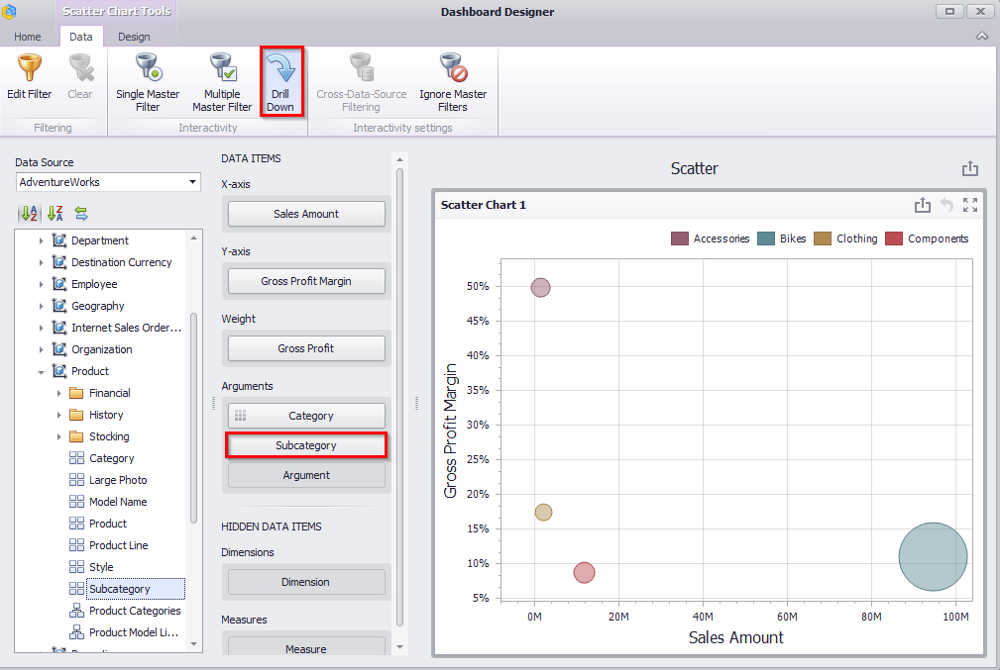 Scatter Chart Tools
Dashboard Designer
Home
Data
Design
Edit Filter
Clear
Single Master
Filter
Multiple
Master Filter
Drill
Down
Cross-Data-Source
Filtering
Ignore Master
Filters
Filtering
Interactivity
Interactivity settings
Data Source
AdventureWorks
Department
Destination Currency
Employee
Geography
Internet Sales Order...
Organization
Product
Financial
History
Stocking
Category
Large Photo
Model Name
Product
Product Line
Style
Subcategory
Product Categories
Product Model Li...
DATA ITEMS
X-axis
Sales Amount
Y-axis
Gross Profit Margin
Weight
Gross Profit
Arguments
Category
Subcategory
Argument
HIDDEN DATA ITEMS
Dimensions
Dimension
Measures
Measure
Scatter
Scatter Chart 1
Accessories
Bikes
Clothing
Components
Gross Profit Margin
50%
45%
40%
35%
30%
25%
20%
15%
10%
5%
0M
20M
40M
60M
80M
100M
Sales Amount